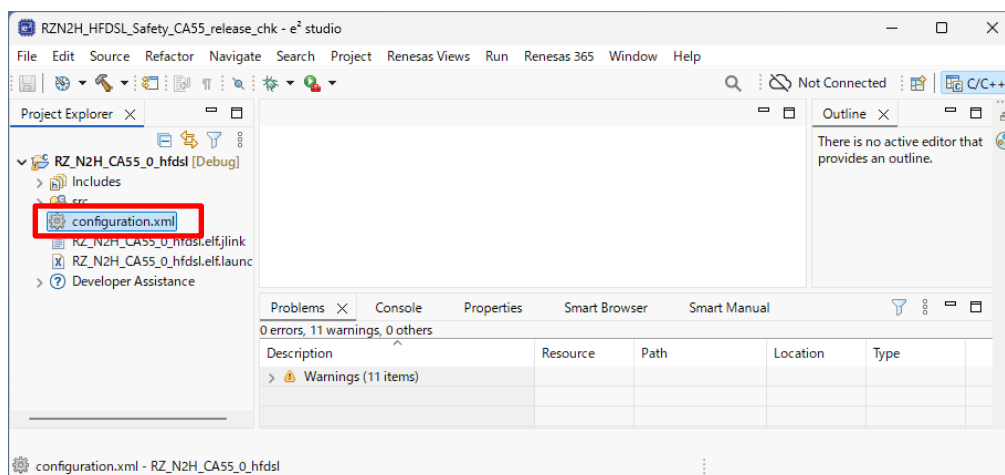 RZN2H_HFDSL_Safety_CA55_release_chk - e² studio
File Edit Source Refactor Navigate Search Project Renesas Views Run Renesas 365 Window Help
Not Connected
C/C++
Project Explorer
Outline
There is no active editor that provides an outline.
RZ_N2H_CA55_0_hfdsl [Debug]
Includes
src
configuration.xml
RZ_N2H_CA55_0_hfdsl.elf.jlink
RZ_N2H_CA55_0_hfdsl.elf.launc
Developer Assistance
Problems Console Properties Smart Browser Smart Manual
0 errors, 11 warnings, 0 others
Description Resource Path Location Type
Warnings (11 items)
configuration.xml - RZ_N2H_CA55_0_hfdsl